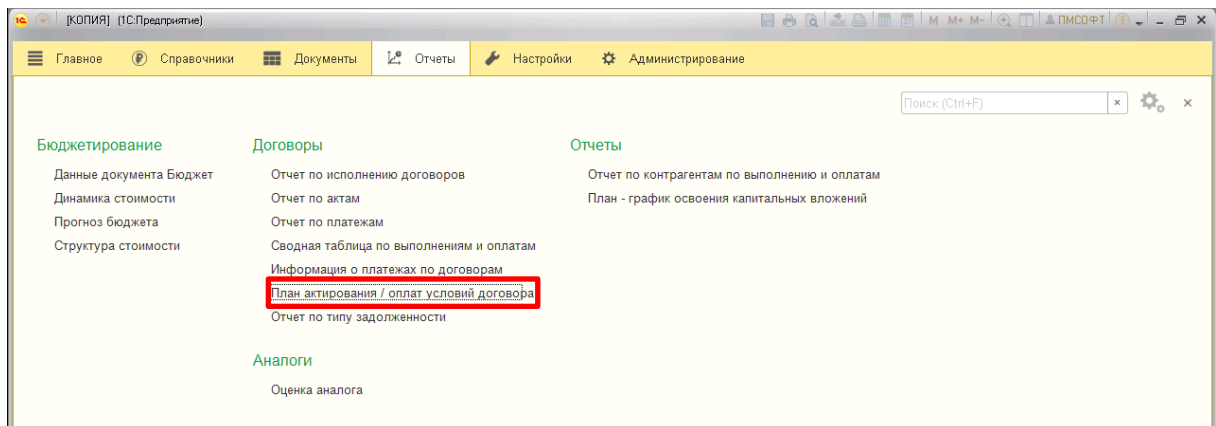 [КОПИЯ] (1С:Предприятие) M M+ M- ПМСОФТ
Главное Справочники Документы Отчеты Настройки Администрирование
Поиск (Ctrl+F)
Бюджетирование
Данные документа Бюджет
Динамика стоимости
Прогноз бюджета
Структура стоимости
Договоры
Отчет по исполнению договоров
Отчет по актам
Отчет по платежам
Сводная таблица по выполнениям и оплатам
Информация о платежах по договорам
План актирования / оплат условий договора
Отчет по типу задолженности
Аналоги
Оценка аналога
Отчеты
Отчет по контрагентам по выполнению и оплатам
План - график освоения капитальных вложений